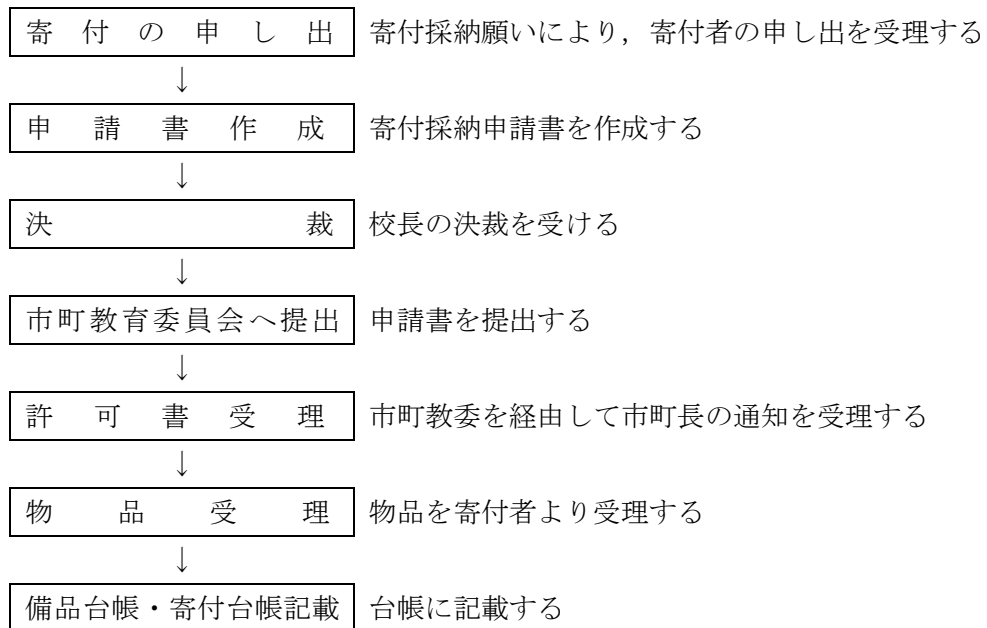 寄付の申し出 寄付採納願いにより，寄付者の申し出を受理する
↓
申請書作成 寄付採納申請書を作成する
↓
決裁 校長の決裁を受ける
↓
市町教育委員会へ提出 申請書を提出する
↓
許可書受理 市町教委を経由して市町長の通知を受理する
↓
物品受理 物品を寄付者より受理する
↓
備品台帳・寄付台帳記載 台帳に記載する